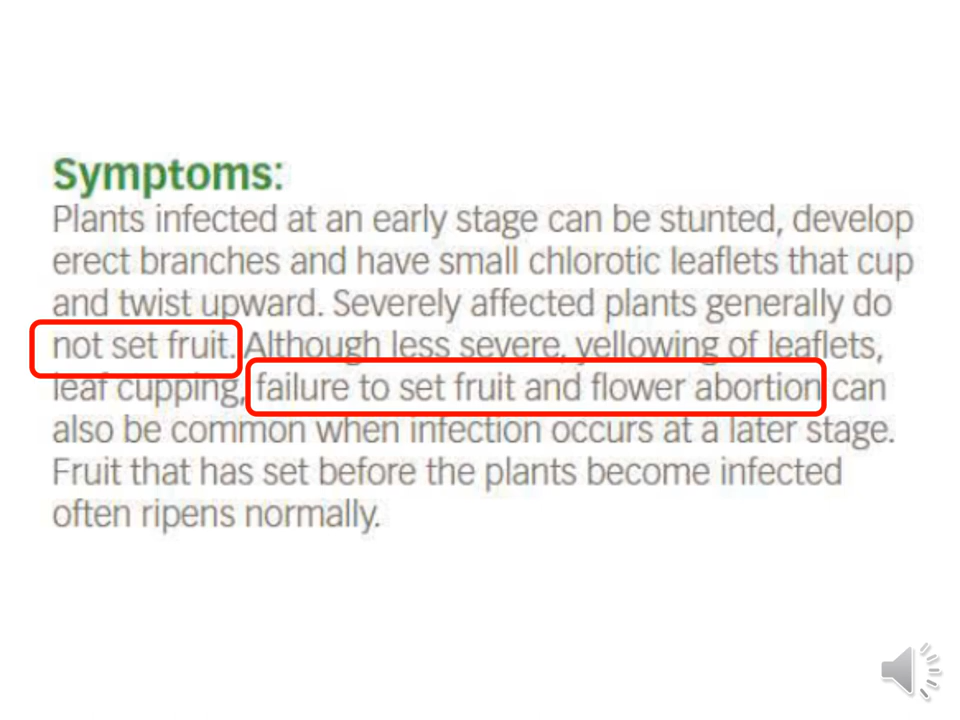 Symptoms:
Plants infected at an early stage can be stunted, develop
erect branches and have small chlorotic leaflets that cup
and twist upward. Severely affected plants generally do
not set fruit. Although less severe, yellowing of leaflets,
leaf cupping, failure to set fruit and flower abortion can
also be common when infection occurs at a later stage.
Fruit that has set before the plants become infected
often ripens normally.